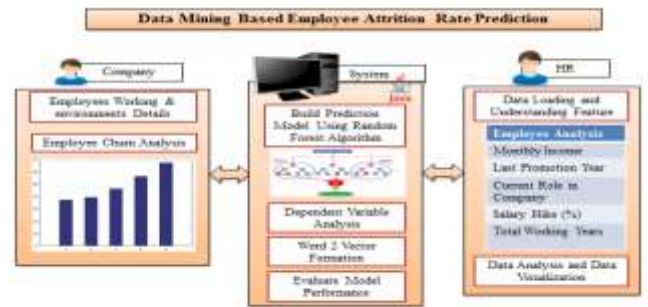 Data Mining Based Employee Attrition Rate Prediction
Company
Employees Working &
environments Details
Employee Churn Analysis
System
Java
Build Prediction
Model Using Random
Forest Algorithm
Dependent Variable
Analysis
Word 2 Vector
Formation
Evaluate Model
Performance
HR
Data Loading and
Understanding Feature
Employee Analysis
Monthly Income
Last Promotion Year
Current Role in
Company
Salary Hike (%)
Total Working Years
Data Analysis and Data
Visualization